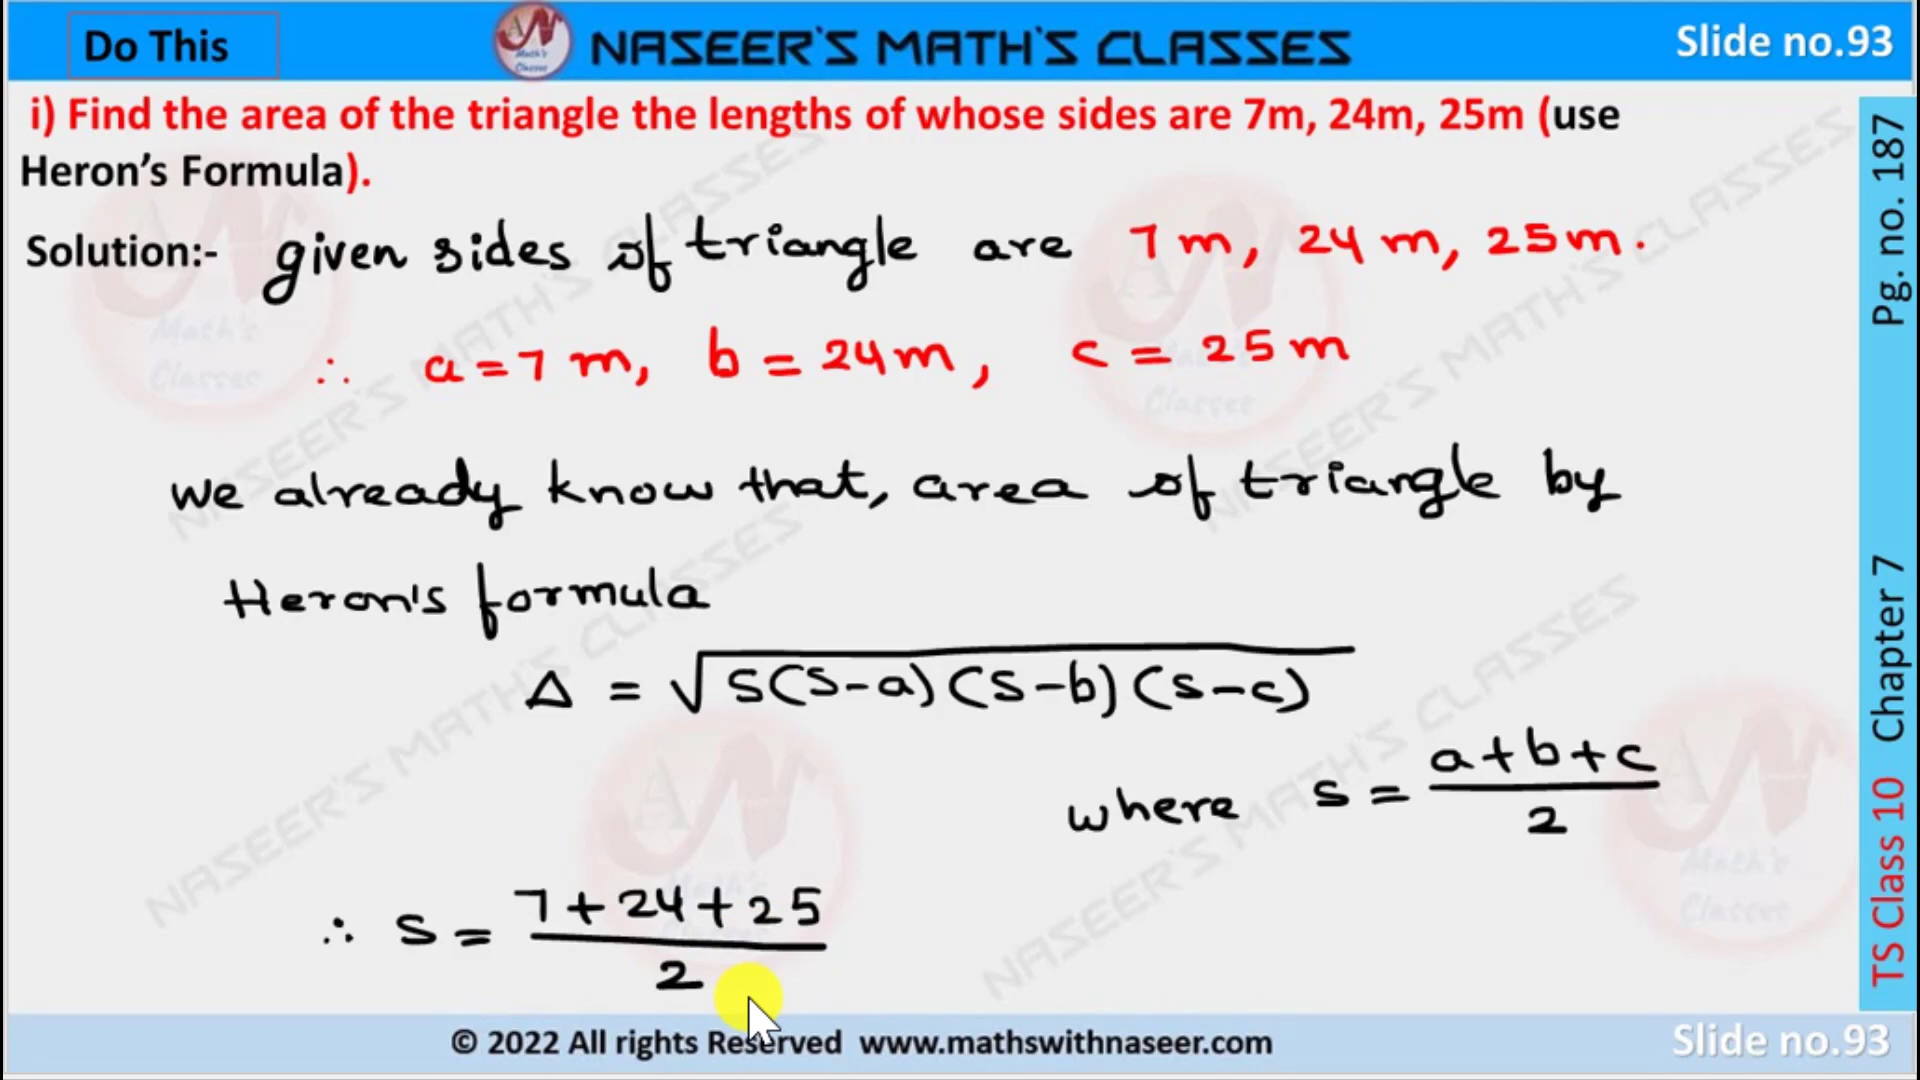 Do This
NASEER'S MATH'S CLASSES
Slide no.93
i) Find the area of the triangle the lengths of whose sides are 7m, 24m, 25m (use
Heron's Formula).
Solution:- given sides of triangle are 7 m, 24 m, 25 m.
∴ a = 7 m, b = 24 m, c = 25 m
we already know that, area of triangle by
Heron's formula
Δ = √S(S-a)(S-b)(S-c)
where s = a+b+c
2
∴ s = 7+24+25
2
Pg. no. 187
TS Class 10 Chapter 7
© 2022 All rights Reserved www.mathswithnaseer.com
Slide no.93